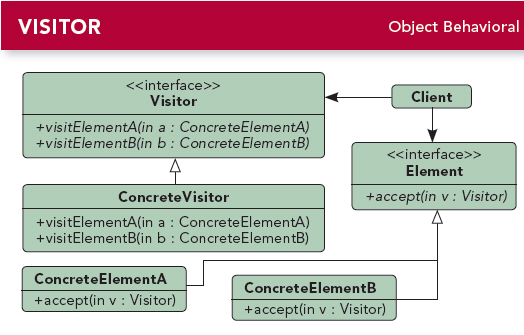 VISITOR
Object Behavioral
<<interface>>
Visitor
+visitElementA(in a : ConcreteElementA)
+visitElementB(in b : ConcreteElementB)
Client
<<interface>>
Element
+accept(in v : Visitor)
ConcreteVisitor
+visitElementA(in a : ConcreteElementA)
+visitElementB(in b : ConcreteElementB)
ConcreteElementA
+accept(in v : Visitor)
ConcreteElementB
+accept(in v : Visitor)